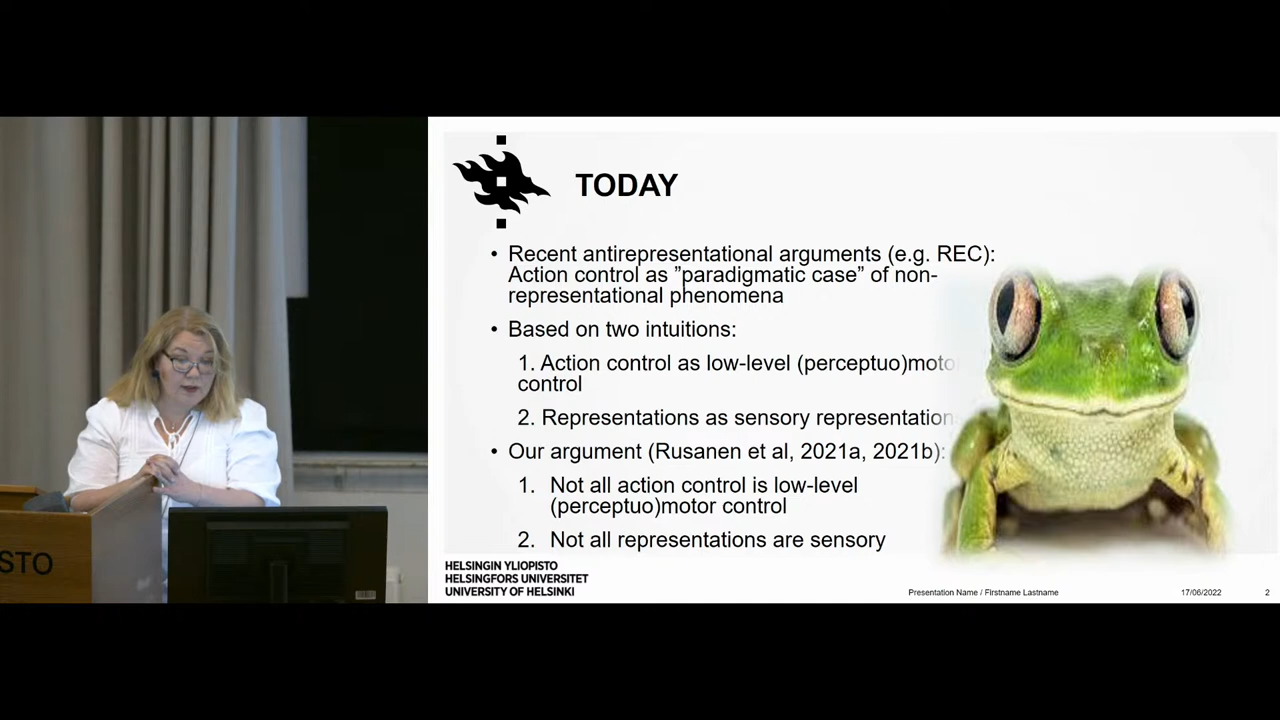 TODAY
• Recent antirepresentational arguments (e.g. REC):
Action control as ”paradigmatic case” of non-
representational phenomena
• Based on two intuitions:
1. Action control as low-level (perceptuo)moto
control
2. Representations as sensory representation
• Our argument (Rusanen et al, 2021a, 2021b):
1. Not all action control is low-level
(perceptuo)motor control
2. Not all representations are sensory
STO
HELSINGIN YLIOPISTO
HELSINGFORS UNIVERSITET
UNIVERSITY OF HELSINKI
Presentation Name / Firstname Lastname
17/06/2022
2